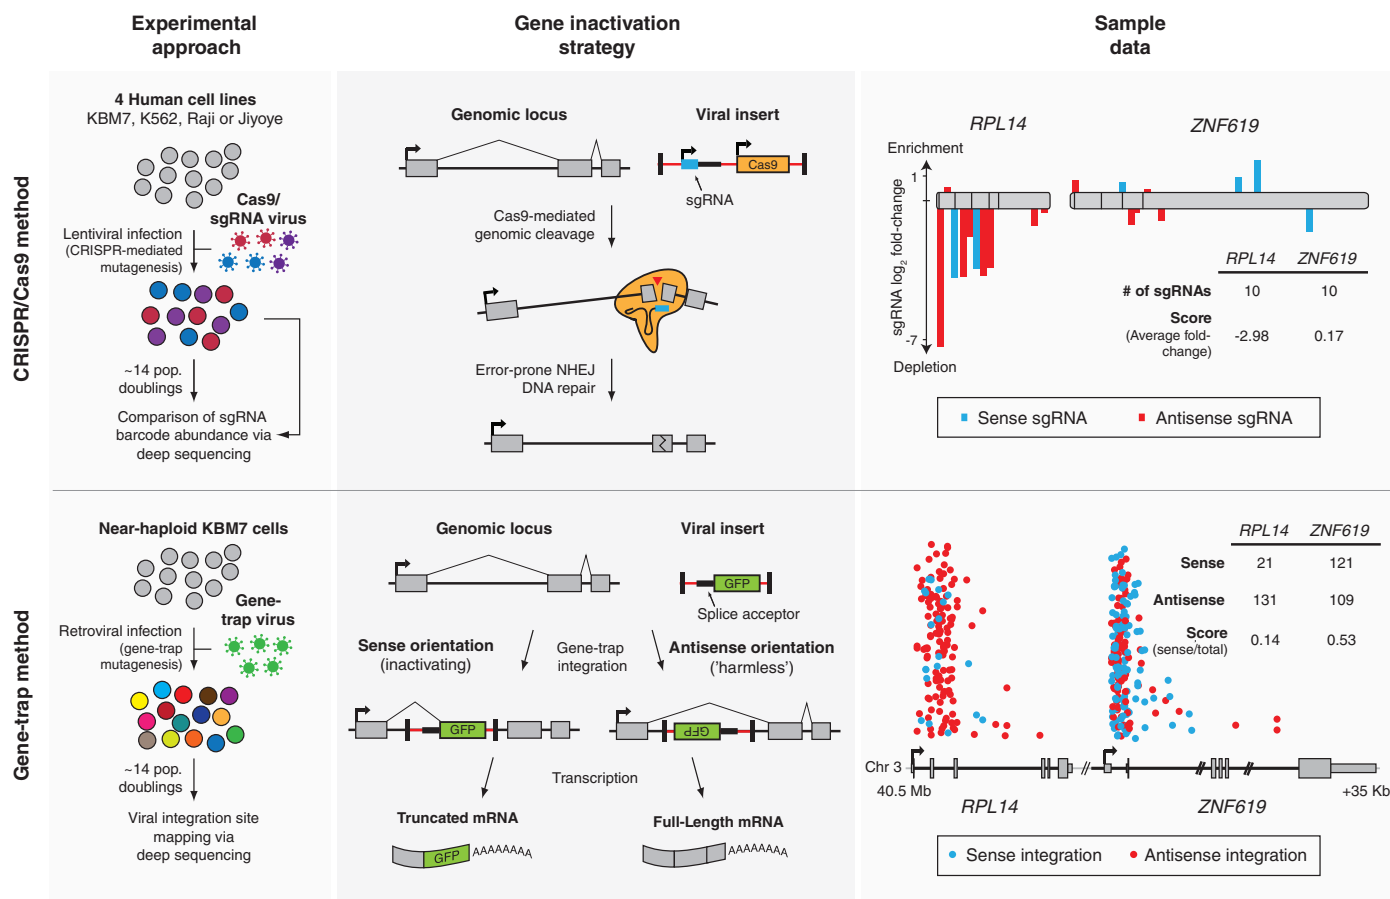 Experimental
approach
Gene inactivation
strategy
Sample
data
CRISPR/Cas9 method
4 Human cell lines
KBM7, K562, Raji or Jiyoye
Cas9/
sgRNA virus
Lentiviral infection
(CRISPR-mediated
mutagenesis)
~14 pop.
doublings
Comparison of sgRNA
barcode abundance via
deep sequencing
Genomic locus
Viral insert
Cas9
sgRNA
Cas9-mediated
genomic cleavage
Error-prone NHEJ
DNA repair
RPL14
ZNF619
Enrichment
1
sgRNA log2 fold-change
-7
Depletion
RPL14 ZNF619
# of sgRNAs 10 10
Score
(Average fold-
change)
-2.98 0.17
Sense sgRNA
Antisense sgRNA
Gene-trap method
Near-haploid KBM7 cells
Gene-
trap virus
Retroviral infection
(gene-trap
mutagenesis)
~14 pop.
doublings
Viral integration site
mapping via
deep sequencing
Genomic locus
Viral insert
GFP
Splice acceptor
Sense orientation
(inactivating)
Gene-trap
integration
Antisense orientation
('harmless')
GFP
GFP
Transcription
Truncated mRNA
GFP
AAAAAAAA
Full-Length mRNA
AAAAAAAA
RPL14 ZNF619
Sense 21 121
Antisense 131 109
Score
(sense/total)
0.14 0.53
Chr 3
40.5 Mb
+35 Kb
RPL14
ZNF619
Sense integration
Antisense integration